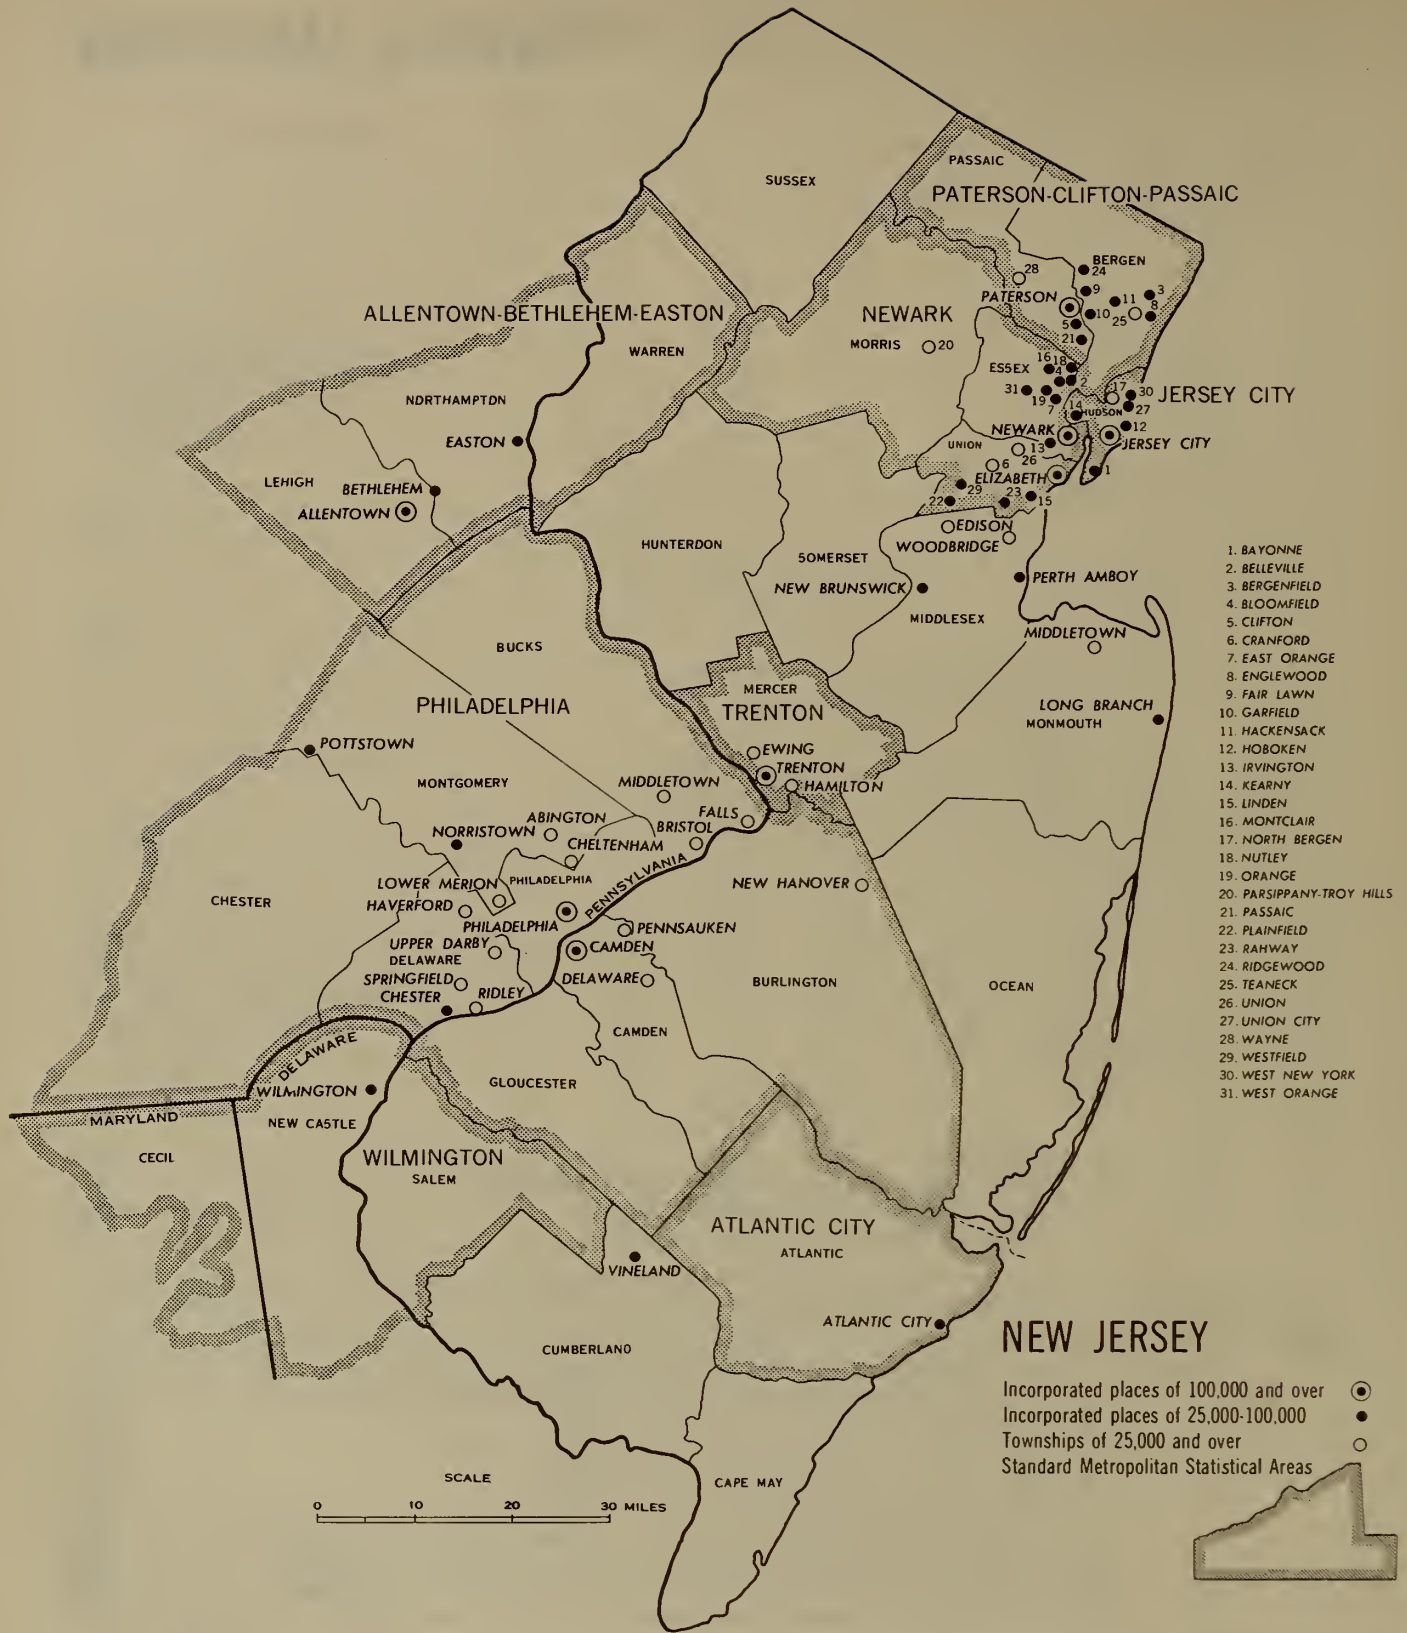 PASSAIC
SUSSEX
PATERSON-CLIFTON-PASSAIC
BERGEN
24
28
9
3
PATERSON
11
8
10
25
5
21
ALLENTOWN-BETHLEHEM-EASTON
NEWARK
MORRIS
20
WARREN
16
18
ESSEX
4
2
17
30
31
19
7
JERSEY CITY
NORTHAMPTON
14
HUDSON
27
12
EASTON
NEWARK
JERSEY CITY
UNION
13
26
6
1
LEHIGH
BETHLEHEM
ELIZABETH
29
22
23
15
ALLENTOWN
EDISON
WOODBRIDGE
HUNTERDON
SOMERSET
NEW BRUNSWICK
PERTH AMBOY
MIDDLESEX
MIDDLETOWN
BUCKS
MERCER
TRENTON
PHILADELPHIA
LONG BRANCH
MONMOUTH
POTTSTOWN
EWING
TRENTON
MONTGOMERY
MIDDLETOWN
HAMILTON
ABINGTON
FALLS
NORRISTOWN
BRISTOL
CHELTENHAM
PENNSYLVANIA
LOWER MERION
PHILADELPHIA
NEW HANOVER
CHESTER
HAVERFORD
PHILADELPHIA
PENNSAUKEN
UPPER DARBY
CAMDEN
DELAWARE
SPRINGFIELD
DELAWARE
BURLINGTON
OCEAN
CHESTER
RIDLEY
CAMDEN
DELAWARE
GLOUCESTER
WILMINGTON
MARYLAND
NEW CASTLE
CECIL
WILMINGTON
SALEM
ATLANTIC CITY
ATLANTIC
VINELAND
ATLANTIC CITY
CUMBERLAND
CAPE MAY
SCALE
0 10 20 30 MILES
1. BAYONNE
2. BELLEVILLE
3. BERGENFIELD
4. BLOOMFIELD
5. CLIFTON
6. CRANFORD
7. EAST ORANGE
8. ENGLEWOOD
9. FAIR LAWN
10. GARFIELD
11. HACKENSACK
12. HOBOKEN
13. IRVINGTON
14. KEARNY
15. LINDEN
16. MONTCLAIR
17. NORTH BERGEN
18. NUTLEY
19. ORANGE
20. PARSIPPANY-TROY HILLS
21. PASSAIC
22. PLAINFIELD
23. RAHWAY
24. RIDGEWOOD
25. TEANECK
26. UNION
27. UNION CITY
28. WAYNE
29. WESTFIELD
30. WEST NEW YORK
31. WEST ORANGE
NEW JERSEY
Incorporated places of 100,000 and over
Incorporated places of 25,000-100,000
Townships of 25,000 and over
Standard Metropolitan Statistical Areas